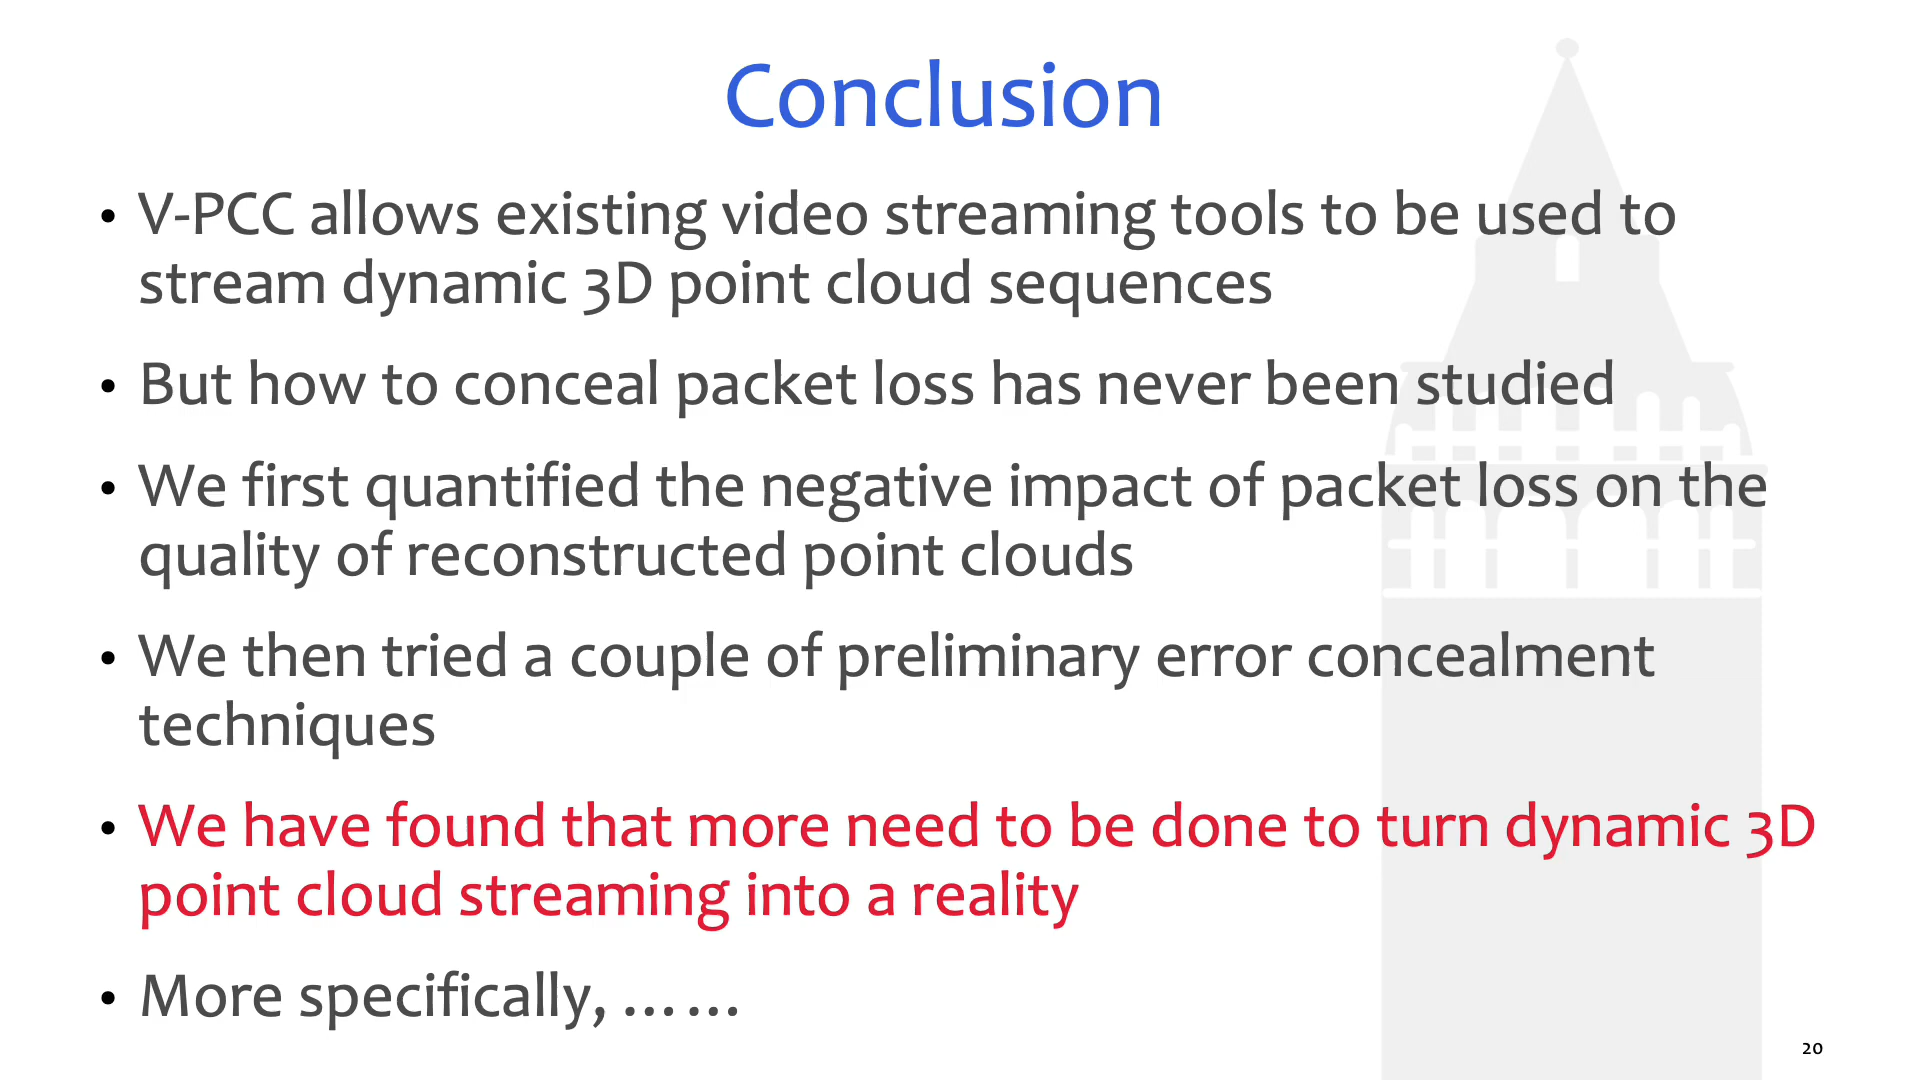 Conclusion
• V-PCC allows existing video streaming tools to be used to
stream dynamic 3D point cloud sequences
• But how to conceal packet loss has never been studied
• We first quantified the negative impact of packet loss on the
quality of reconstructed point clouds
• We then tried a couple of preliminary error concealment
techniques
• We have found that more need to be done to turn dynamic 3D
point cloud streaming into a reality
• More specifically, ……
20